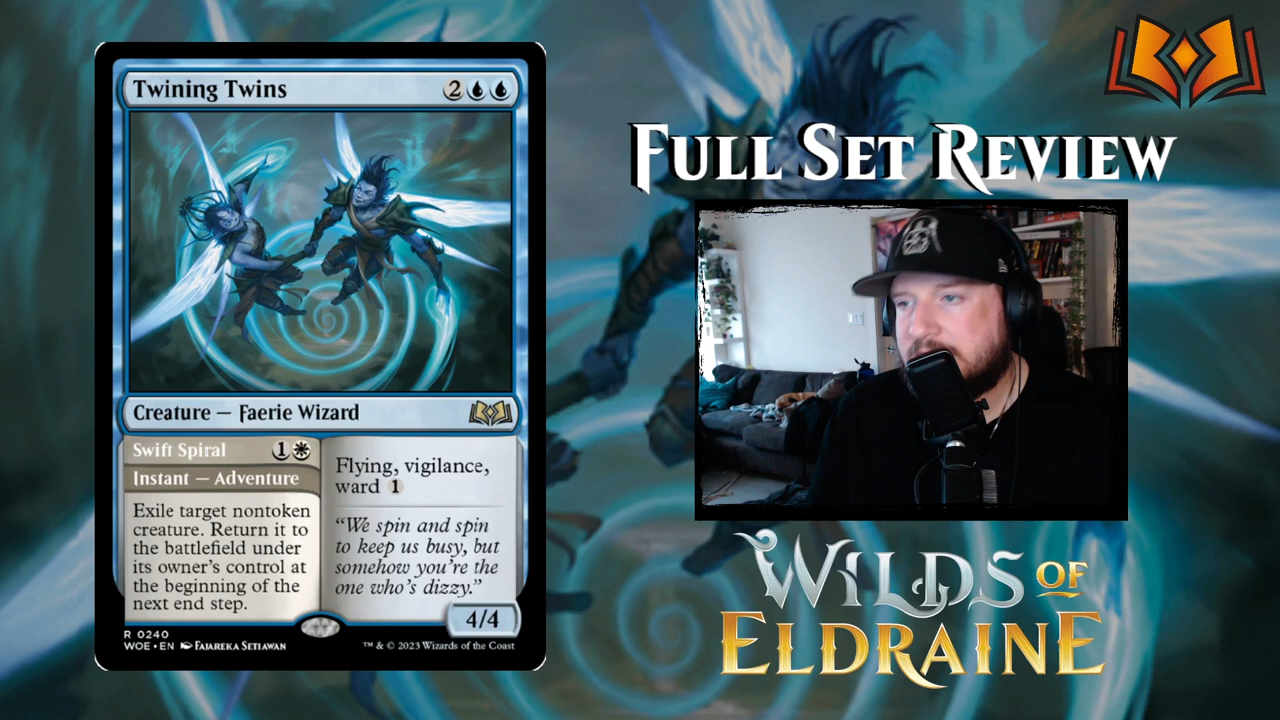 Twining Twins 2
Creature — Faerie Wizard
Swift Spiral 1
Instant — Adventure
Exile target nontoken
creature. Return it to
the battlefield under
its owner's control at
the beginning of the
next end step.
Flying, vigilance,
ward 1
"We spin and spin
to keep us busy, but
somehow you're the
one who's dizzy."
4/4
R 0240
WOE • EN FAJAREKA SETIAWAN
™ & © 2023 Wizards of the Coast
FULL SET REVIEW
WILDS OF
ELDRAINE